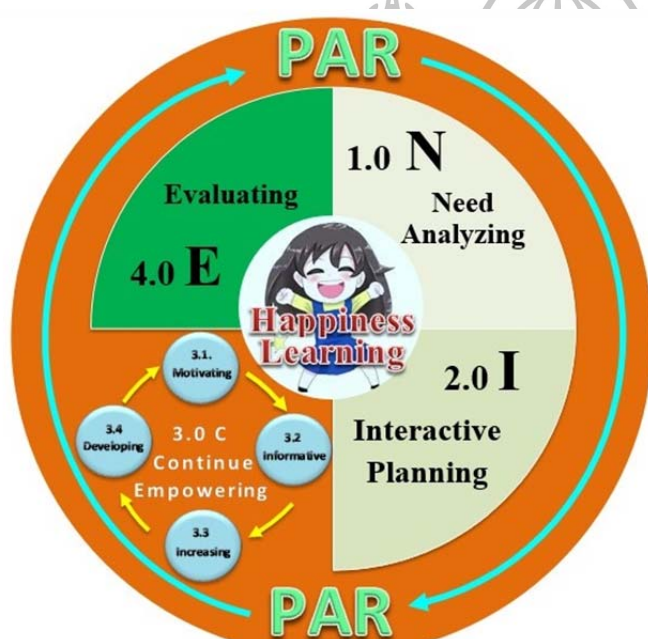 PAR
1.0 N
Need
Analyzing
2.0 I
Interactive
Planning
3.0 C
Continue
Empowering
3.1.
Motivating
3.2
informative
3.3
increasing
3.4
Developing
Evaluating
4.0 E
Happiness
Learning
PAR